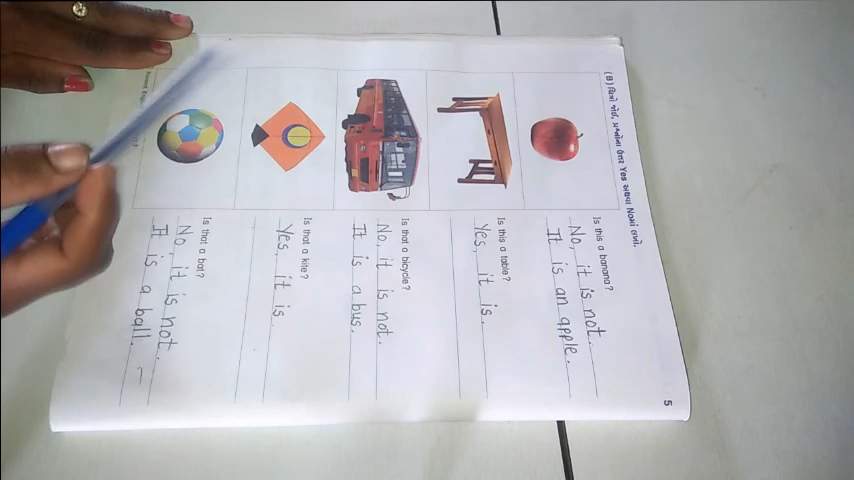 (B) ચિત્રો જોઈ, પ્રશ્નોના ઉત્તર Yes અથવા Noમાં લખો.
Is this a banana?
No, it is not.
It is an apple.
Is this a table?
Yes, it is.
Is that a bicycle?
No, it is not.
It is a bus.
Is that a kite?
Yes, it is.
Is that a bat?
No, it is not.
It is a ball.
5